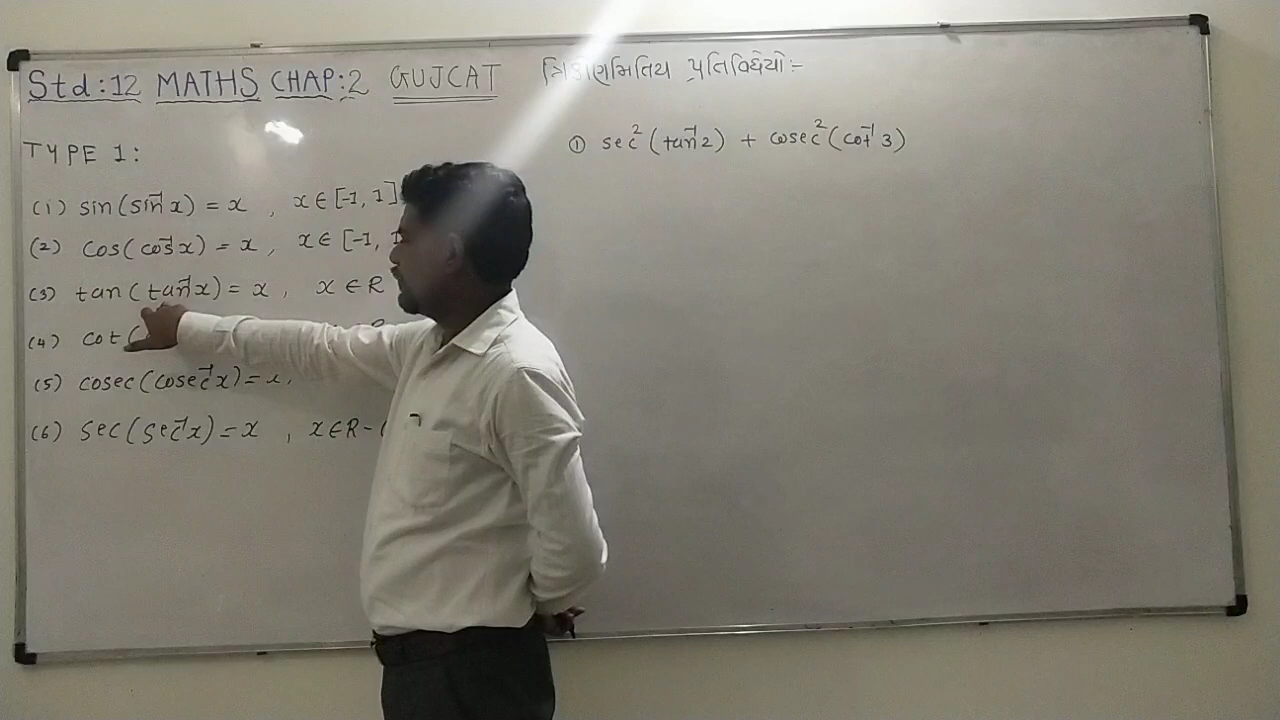 Std:12 MATHS CHAP:2 GUJCAT ત્રિકોણમિતિય પ્રતિવિધેયો:-
TYPE 1:
(1) sin(sin⁻¹x) = x , x ∈ [-1, 1]
(2) cos(cos⁻¹x) = x , x ∈ [-1, 1
(3) tan(tan⁻¹x) = x , x ∈ R
(4) cot(
(5) cosec(cosec⁻¹x) = x,
(6) sec(sec⁻¹x) = x , x ∈ R - (
① sec²(tan⁻¹2) + cosec²(cot⁻¹3)